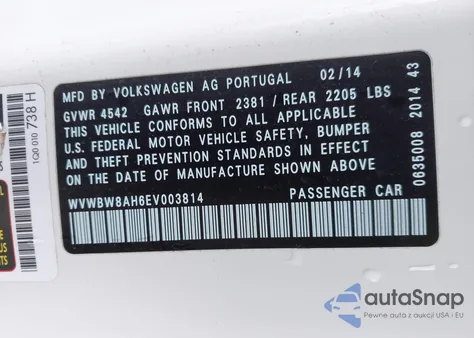 MFD BY VOLKSWAGEN AG PORTUGAL 02/14
GVWR 4542 GAWR FRONT 2381 / REAR 2205 LBS
THIS VEHICLE CONFORMS TO ALL APPLICABLE
U.S. FEDERAL MOTOR VEHICLE SAFETY, BUMPER
AND THEFT PREVENTION STANDARDS IN EFFECT
ON THE DATE OF MANUFACTURE SHOWN ABOVE.
WVWBW8AH6EV003814 PASSENGER CAR
0635008 2014 43
1Q0 010 738 H
autoSnap
Pewne auta z aukcji USA i EU